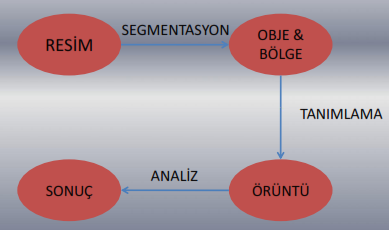 RESİM
SEGMENTASYON
OBJE &
BÖLGE
TANIMLAMA
ÖRÜNTÜ
ANALİZ
SONUÇ